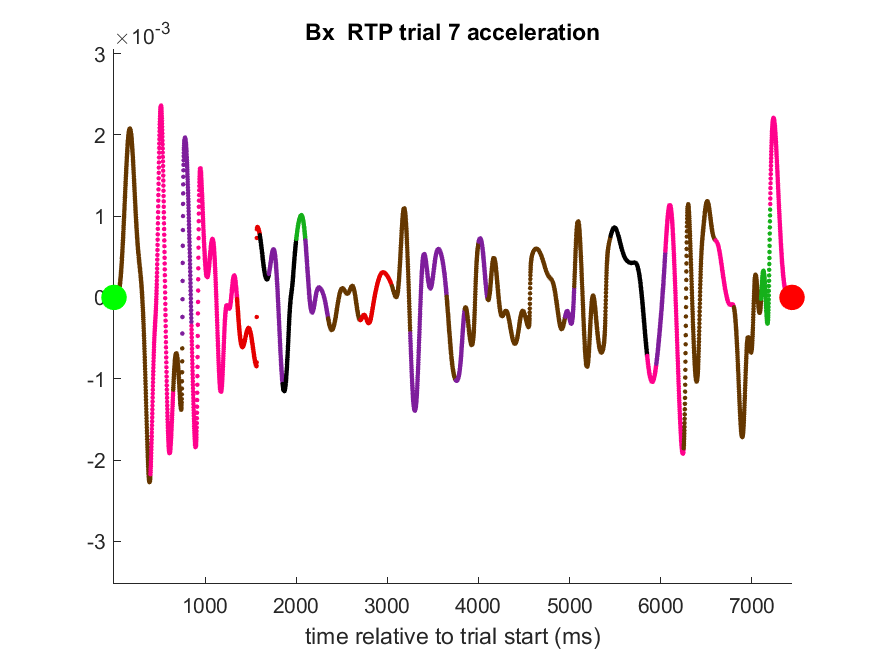 Bx  RTP trial 7 acceleration
×10⁻³
3
2
1
0
-1
-2
-3
1000 2000 3000 4000 5000 6000 7000
time relative to trial start (ms)